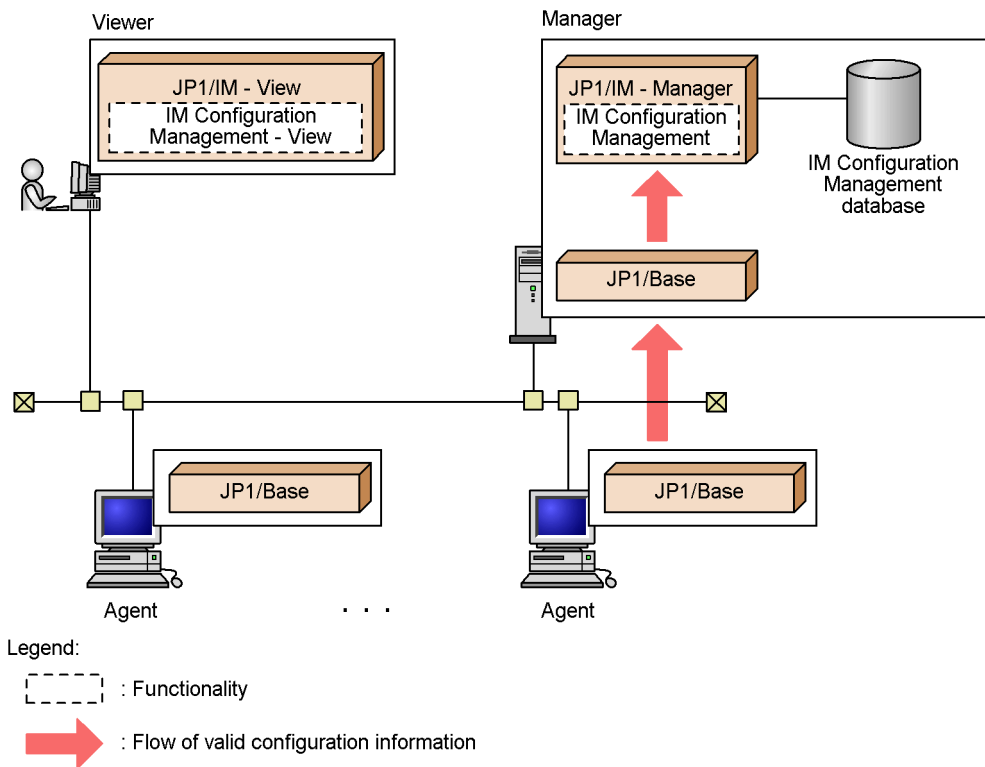 Viewer
JP1/IM - View
IM Configuration
Management - View
Manager
JP1/IM - Manager
IM Configuration
Management
IM Configuration
Management
database
JP1/Base
JP1/Base
Agent
. . .
JP1/Base
Agent
Legend:
: Functionality
: Flow of valid configuration information